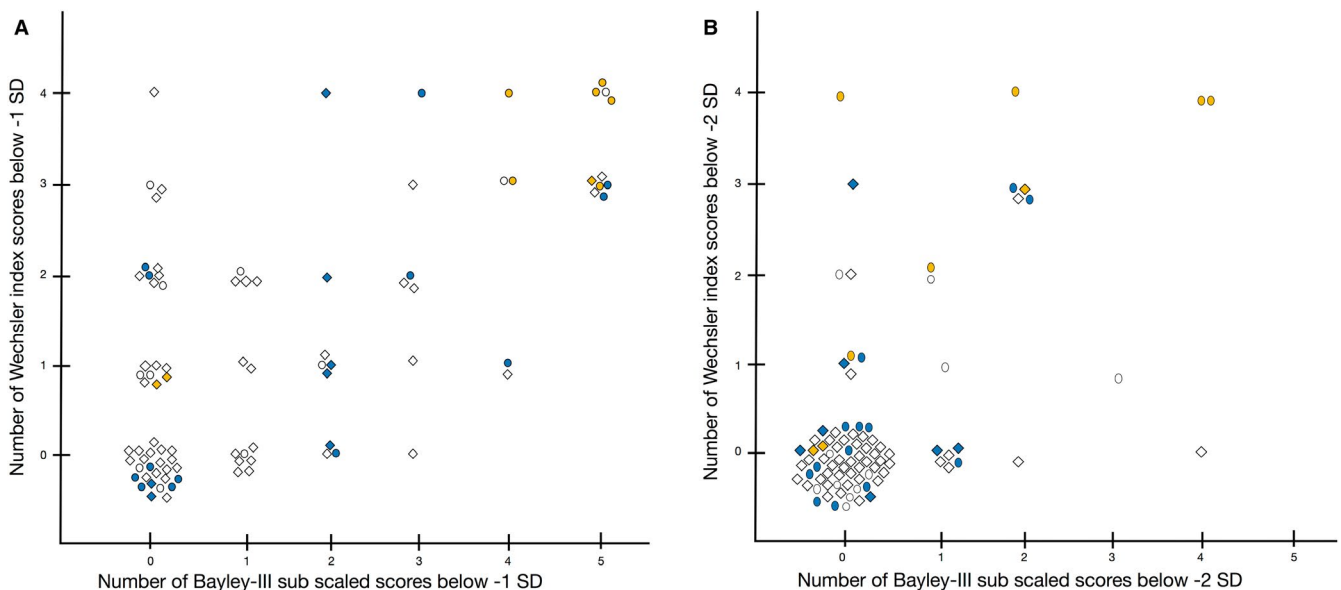 A
Number of Wechsler index scores below -1 SD
4
3
2
1
0
0 1 2 3 4 5
Number of Bayley-III sub scaled scores below -1 SD
B
Number of Wechsler index scores below -2 SD
4
3
2
1
0
0 1 2 3 4 5
Number of Bayley-III sub scaled scores below -2 SD